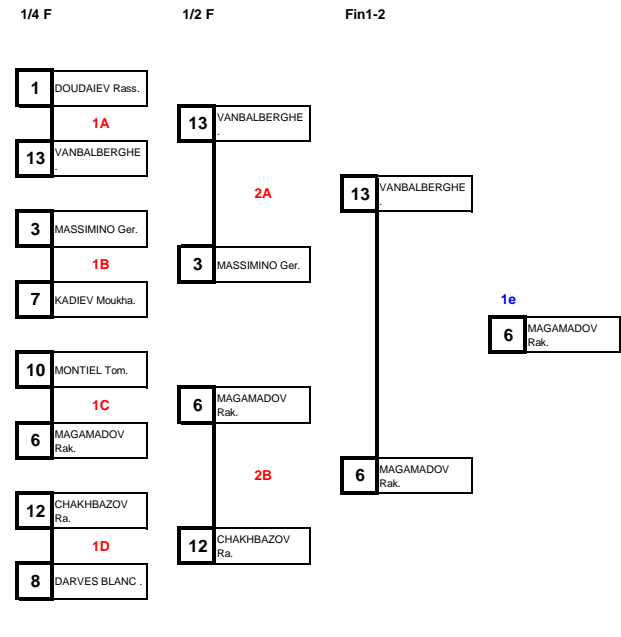 1/4 F
1/2 F
Fin1-2
1
DOUDAIEV Rass.
1A
13
VANBALBERGHE
.
3
MASSIMINO Ger.
1B
7
KADIEV Moukha.
10
MONTIEL Tom.
1C
6
MAGAMADOV
Rak.
12
CHAKHBAZOV
Ra.
1D
8
DARVES BLANC .
13
VANBALBERGHE
.
2A
3
MASSIMINO Ger.
6
MAGAMADOV
Rak.
2B
12
CHAKHBAZOV
Ra.
13
VANBALBERGHE
.
6
MAGAMADOV
Rak.
1e
6
MAGAMADOV
Rak.